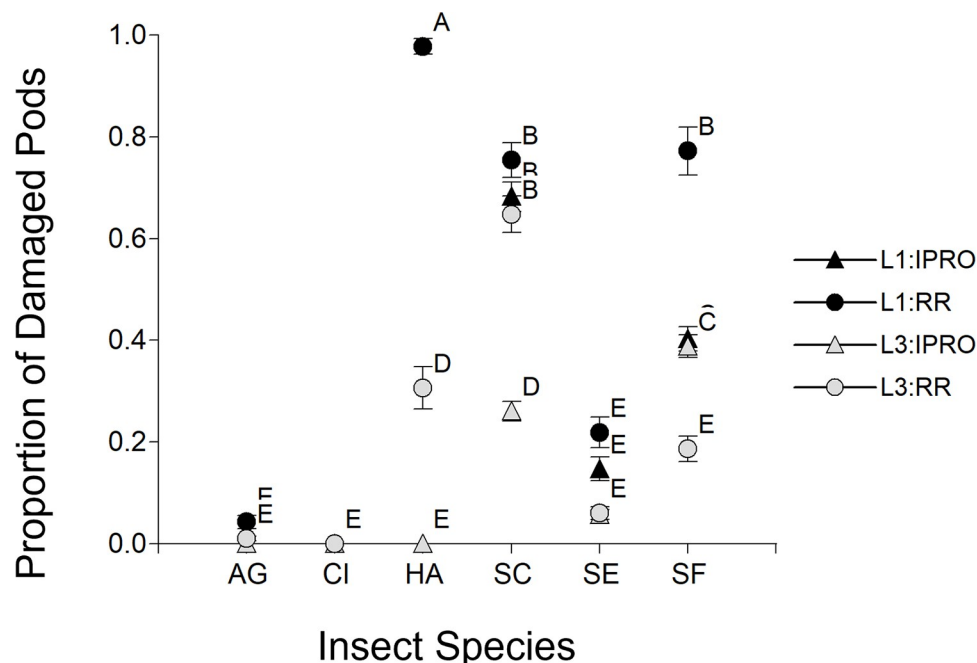 Proportion of Damaged Pods
1.0
0.8
0.6
0.4
0.2
0.0
A
B
B
B
B
C
D
D
E
E
E
E
E
E
E
E
E
AG CI HA SC SE SF
Insect Species
L1:IPRO
L1:RR
L3:IPRO
L3:RR